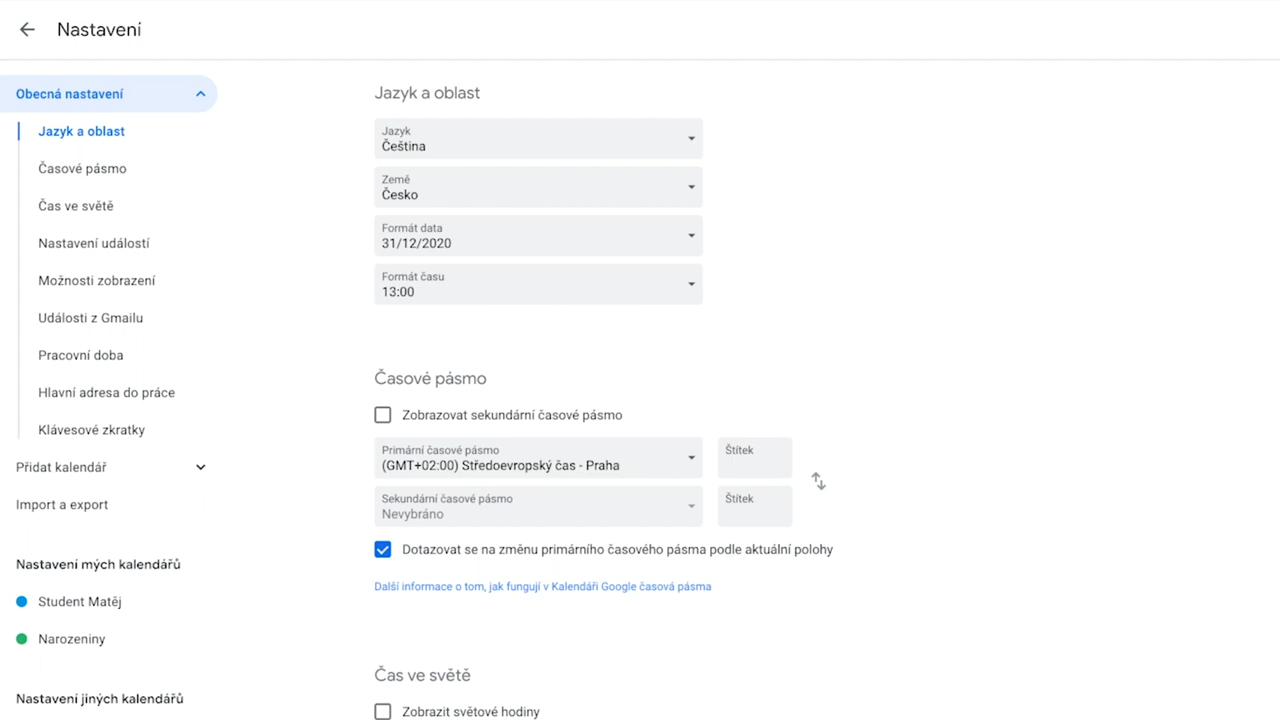 Nastavení
Obecná nastavení
Jazyk a oblast
Časové pásmo
Čas ve světě
Nastavení událostí
Možnosti zobrazení
Události z Gmailu
Pracovní doba
Hlavní adresa do práce
Klávesové zkratky
Přidat kalendář
Import a export
Nastavení mých kalendářů
Student Matěj
Narozeniny
Nastavení jiných kalendářů
Jazyk a oblast
Jazyk
Čeština
Země
Česko
Formát data
31/12/2020
Formát času
13:00
Časové pásmo
Zobrazovat sekundární časové pásmo
Primární časové pásmo
(GMT+02:00) Středoevropský čas - Praha
Štítek
Sekundární časové pásmo
Nevybráno
Štítek
Dotazovat se na změnu primárního časového pásma podle aktuální polohy
Další informace o tom, jak fungují v Kalendáři Google časová pásma
Čas ve světě
Zobrazit světové hodiny